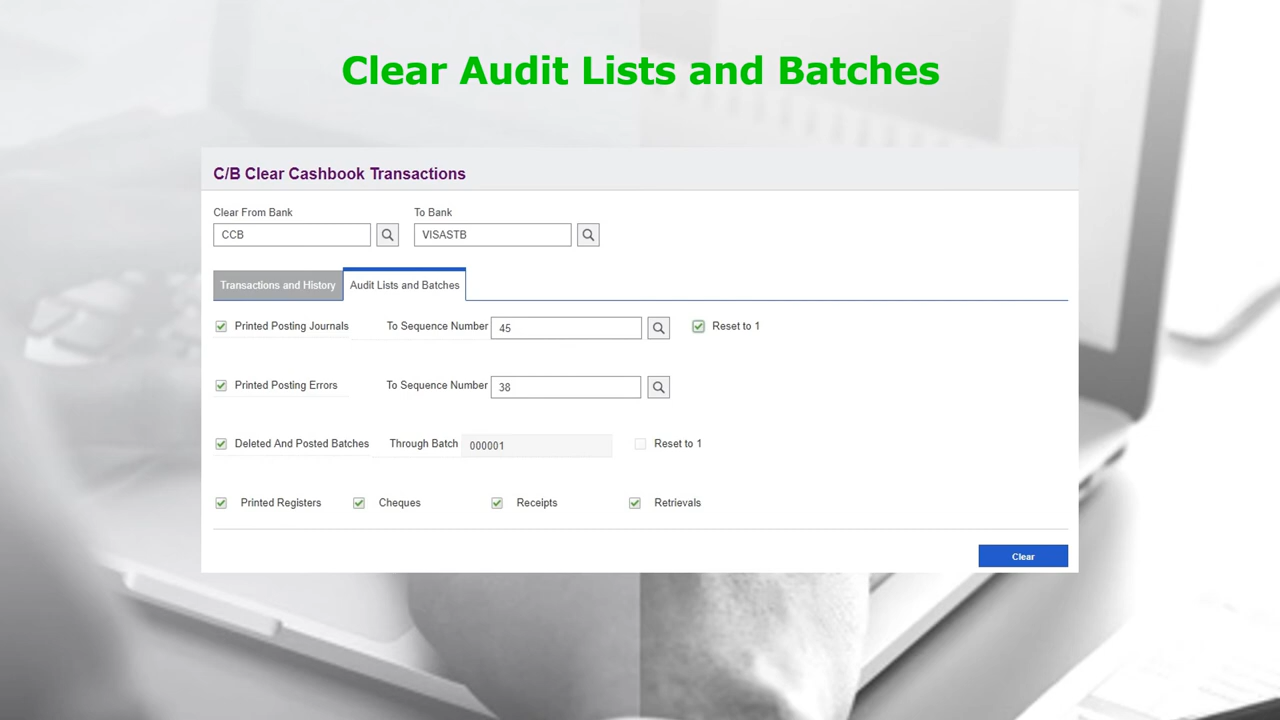 Clear Audit Lists and Batches
C/B Clear Cashbook Transactions
Clear From Bank To Bank
CCB VISASTB
Transactions and History Audit Lists and Batches
Printed Posting Journals To Sequence Number 45 Reset to 1
Printed Posting Errors To Sequence Number 38
Deleted And Posted Batches Through Batch 000001 Reset to 1
Printed Registers Cheques Receipts Retrievals
Clear